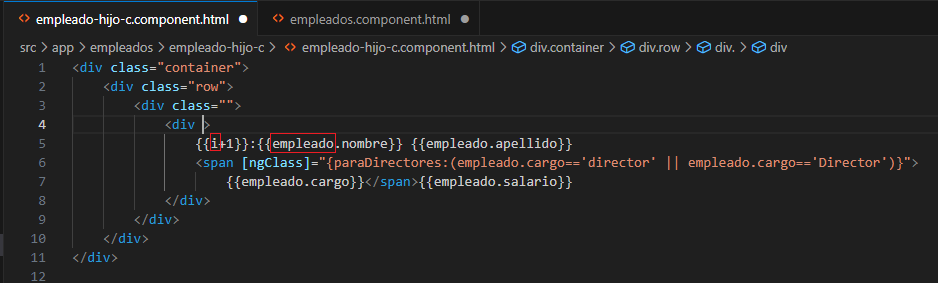 empleado-hijo-c.component.html ● empleados.component.html ●
src > app > empleados > empleado-hijo-c > empleado-hijo-c.component.html > div.container > div.row > div. > div
1 <div class="container">
2 <div class="row">
3 <div class="">
4 <div >
5 {{i+1}}:{{empleado.nombre}} {{empleado.apellido}}
6 <span [ngClass]="{paraDirectores:(empleado.cargo=='director' || empleado.cargo=='Director')}">
7 {{empleado.cargo}}</span>{{empleado.salario}}
8 </div>
9 </div>
10 </div>
11 </div>
12